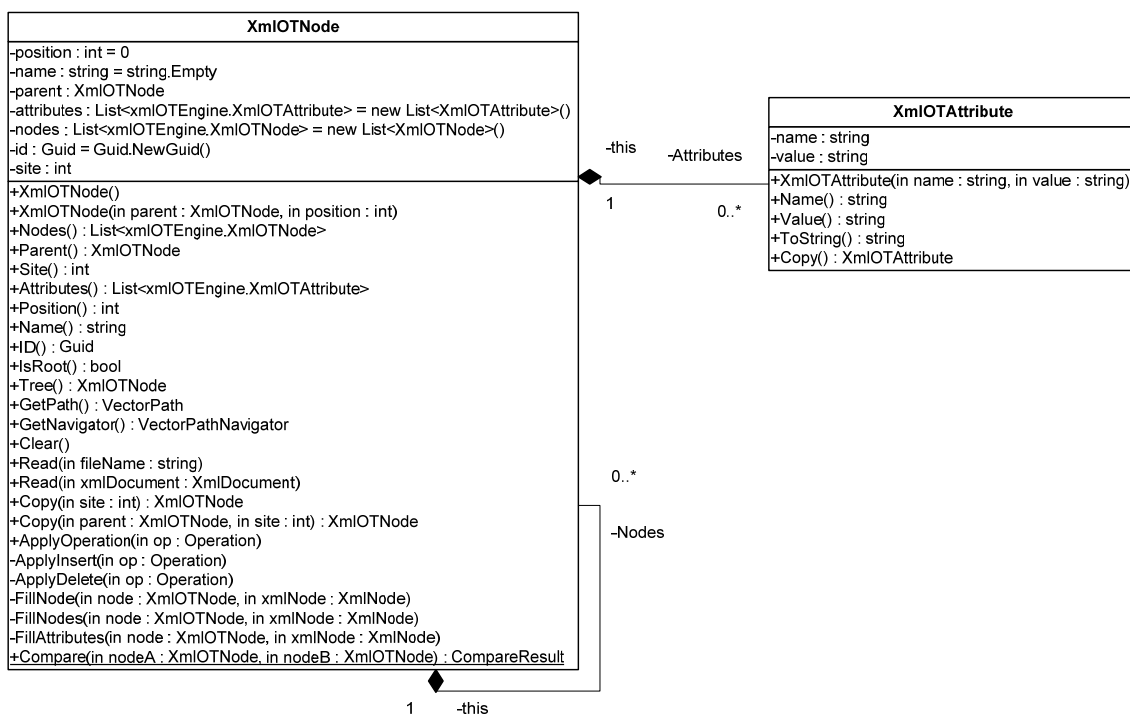 XmlOTNode
-position : int = 0
-name : string = string.Empty
-parent : XmlOTNode
-attributes : List<xmlOTEngine.XmlOTAttribute> = new List<XmlOTAttribute>()
-nodes : List<xmlOTEngine.XmlOTNode> = new List<XmlOTNode>()
-id : Guid = Guid.NewGuid()
-site : int
+XmlOTNode()
+XmlOTNode(in parent : XmlOTNode, in position : int)
+Nodes() : List<xmlOTEngine.XmlOTNode>
+Parent() : XmlOTNode
+Site() : int
+Attributes() : List<xmlOTEngine.XmlOTAttribute>
+Position() : int
+Name() : string
+ID() : Guid
+IsRoot() : bool
+Tree() : XmlOTNode
+GetPath() : VectorPath
+GetNavigator() : VectorPathNavigator
+Clear()
+Read(in fileName : string)
+Read(in xmlDocument : XmlDocument)
+Copy(in site : int) : XmlOTNode
+Copy(in parent : XmlOTNode, in site : int) : XmlOTNode
+ApplyOperation(in op : Operation)
-ApplyInsert(in op : Operation)
-ApplyDelete(in op : Operation)
-FillNode(in node : XmlOTNode, in xmlNode : XmlNode)
-FillNodes(in node : XmlOTNode, in xmlNode : XmlNode)
-FillAttributes(in node : XmlOTNode, in xmlNode : XmlNode)
+Compare(in nodeA : XmlOTNode, in nodeB : XmlOTNode) : CompareResult
-this
-Attributes
1
0..*
XmlOTAttribute
-name : string
-value : string
+XmlOTAttribute(in name : string, in value : string)
+Name() : string
+Value() : string
+ToString() : string
+Copy() : XmlOTAttribute
0..*
-Nodes
1
-this